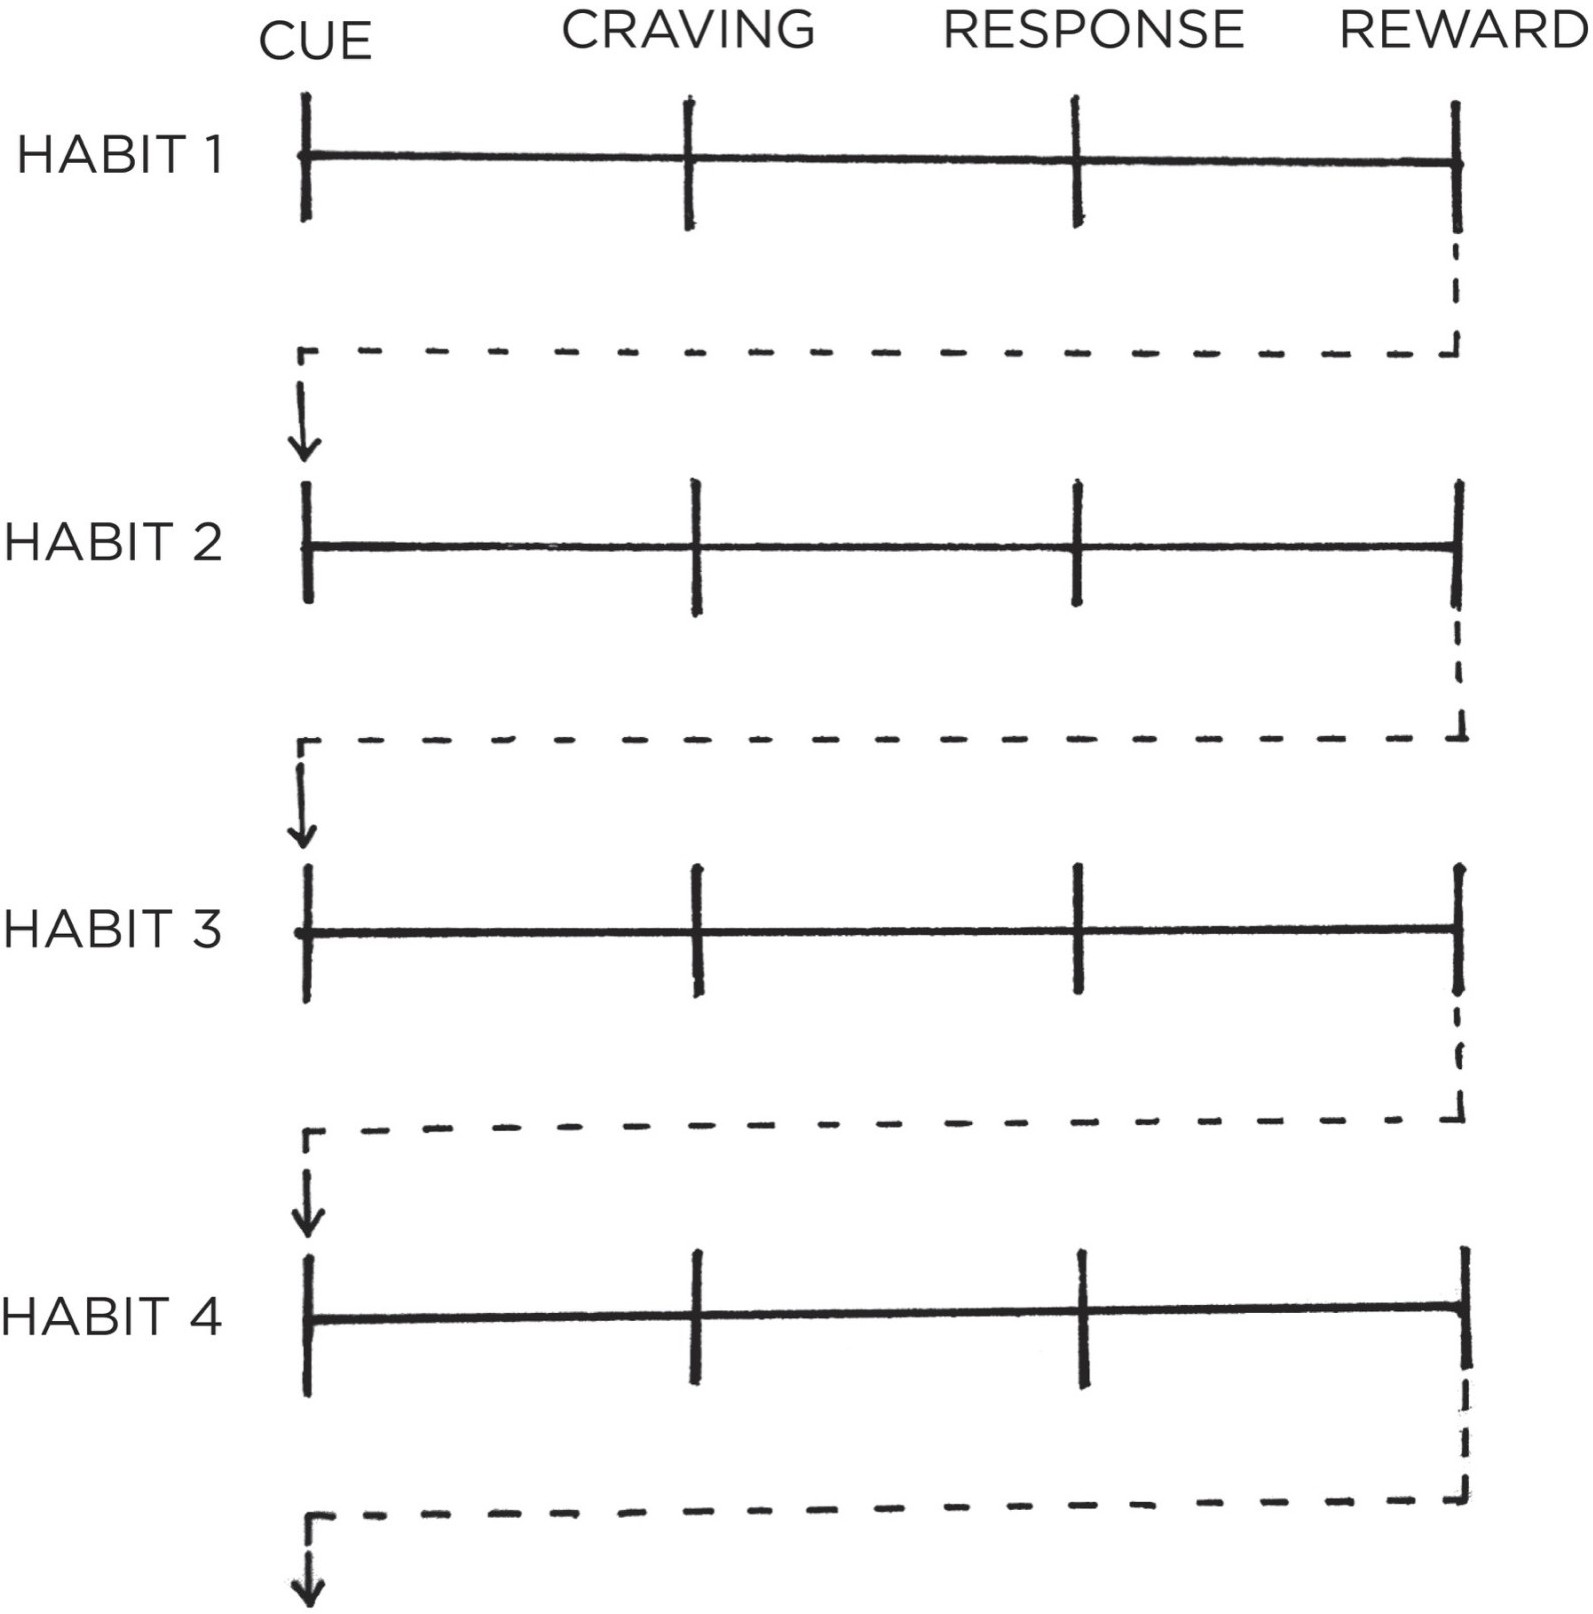 CUE CRAVING RESPONSE REWARD
HABIT 1
HABIT 2
HABIT 3
HABIT 4